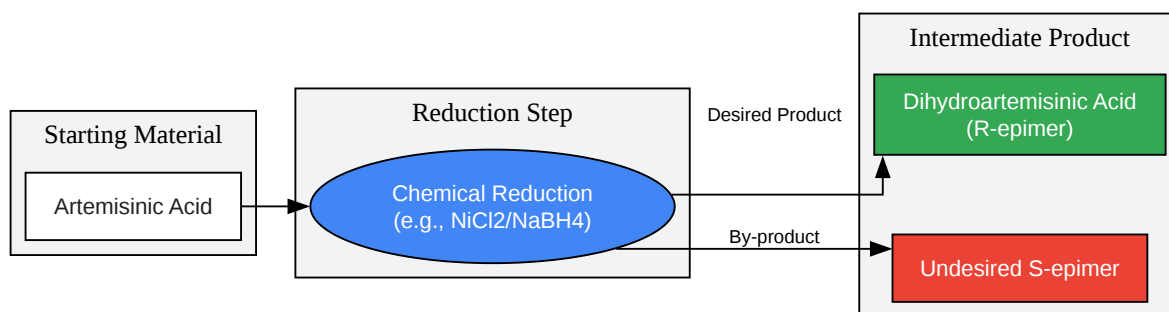 Starting Material
Artemisinic Acid
Reduction Step
Chemical Reduction
(e.g., NiCl2/NaBH4)
Desired Product
By-product
Intermediate Product
Dihydroartemisinic Acid
(R-epimer)
Undesired S-epimer